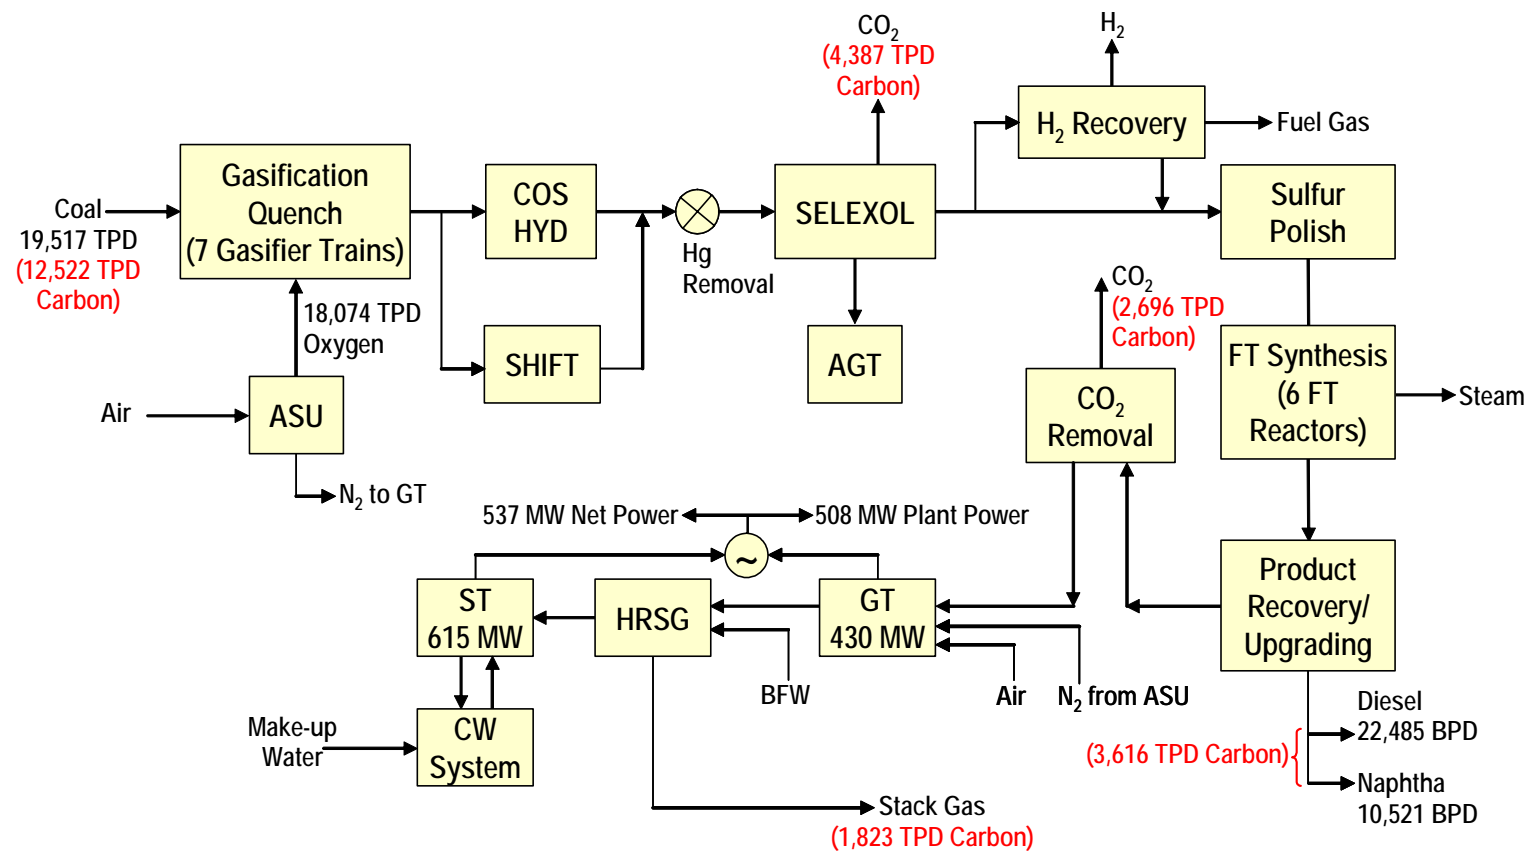 CO2
(4,387 TPD
Carbon)
H2
H2 Recovery
Fuel Gas
Gasification
Quench
(7 Gasifier Trains)
COS
HYD
SELEXOL
Sulfur
Polish
Coal
19,517 TPD
(12,522 TPD
Carbon)
Hg
Removal
18,074 TPD
Oxygen
SHIFT
AGT
CO2
(2,696 TPD
Carbon)
FT Synthesis
(6 FT
Reactors)
Steam
Air
ASU
CO2
Removal
N2 to GT
537 MW Net Power
508 MW Plant Power
~
ST
615 MW
HRSG
GT
430 MW
Product
Recovery/
Upgrading
BFW
Air
N2 from ASU
Make-up
Water
CW
System
Diesel
22,485 BPD
(3,616 TPD Carbon)
Naphtha
10,521 BPD
Stack Gas
(1,823 TPD Carbon)